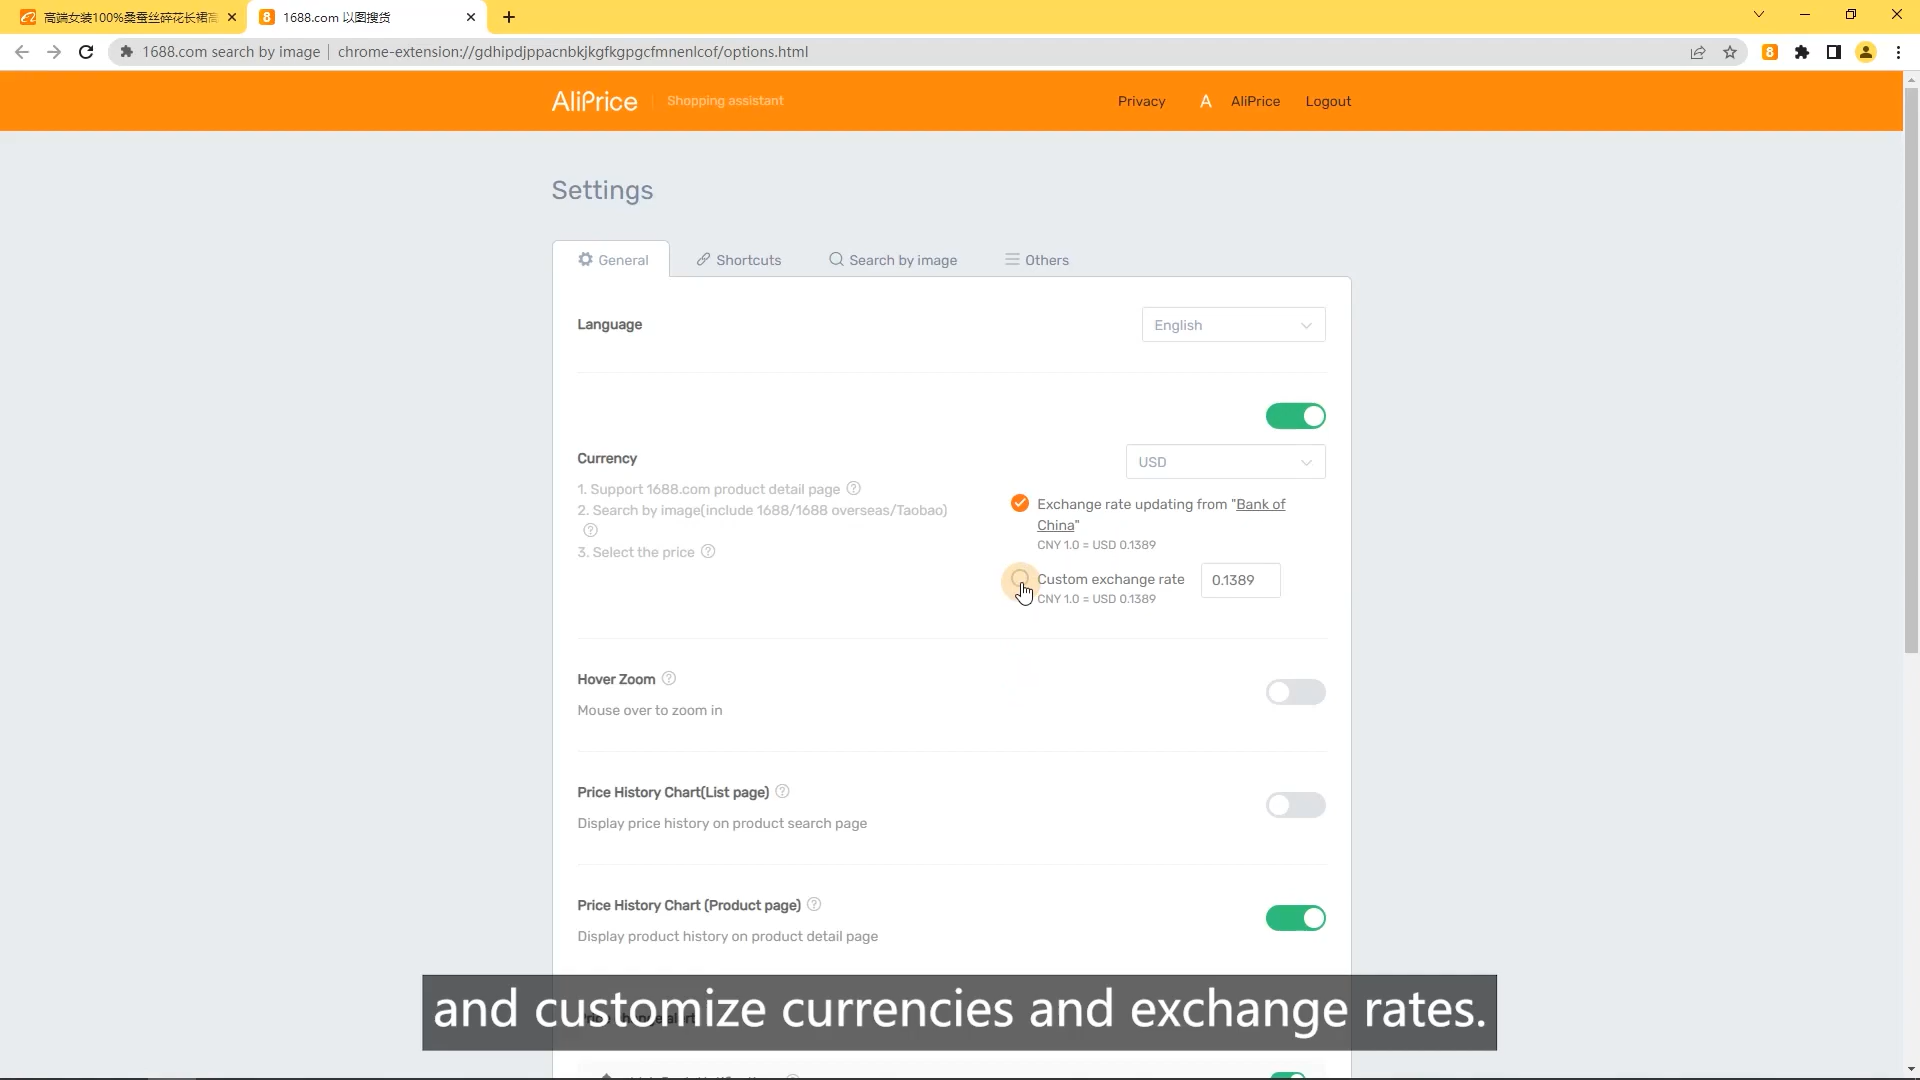 高端女装100%桑蚕丝碎花长裙
1688.com 以图搜货
1688.com search by image | chrome-extension://gdhipdjppacnbkjkgfkgpgcfmnenlcof/options.html
AliPrice Shopping assistant Privacy A AliPrice Logout
Settings
General Shortcuts Search by image Others
Language English
Currency USD
1. Support 1688.com product detail page
2. Search by image(include 1688/1688 overseas/Taobao)
3. Select the price
Exchange rate updating from "Bank of
China"
CNY 1.0 = USD 0.1389
Custom exchange rate 0.1389
CNY 1.0 = USD 0.1389
Hover Zoom
Mouse over to zoom in
Price History Chart(List page)
Display price history on product search page
Price History Chart (Product page)
Display product history on product detail page
and customize currencies and exchange rates.